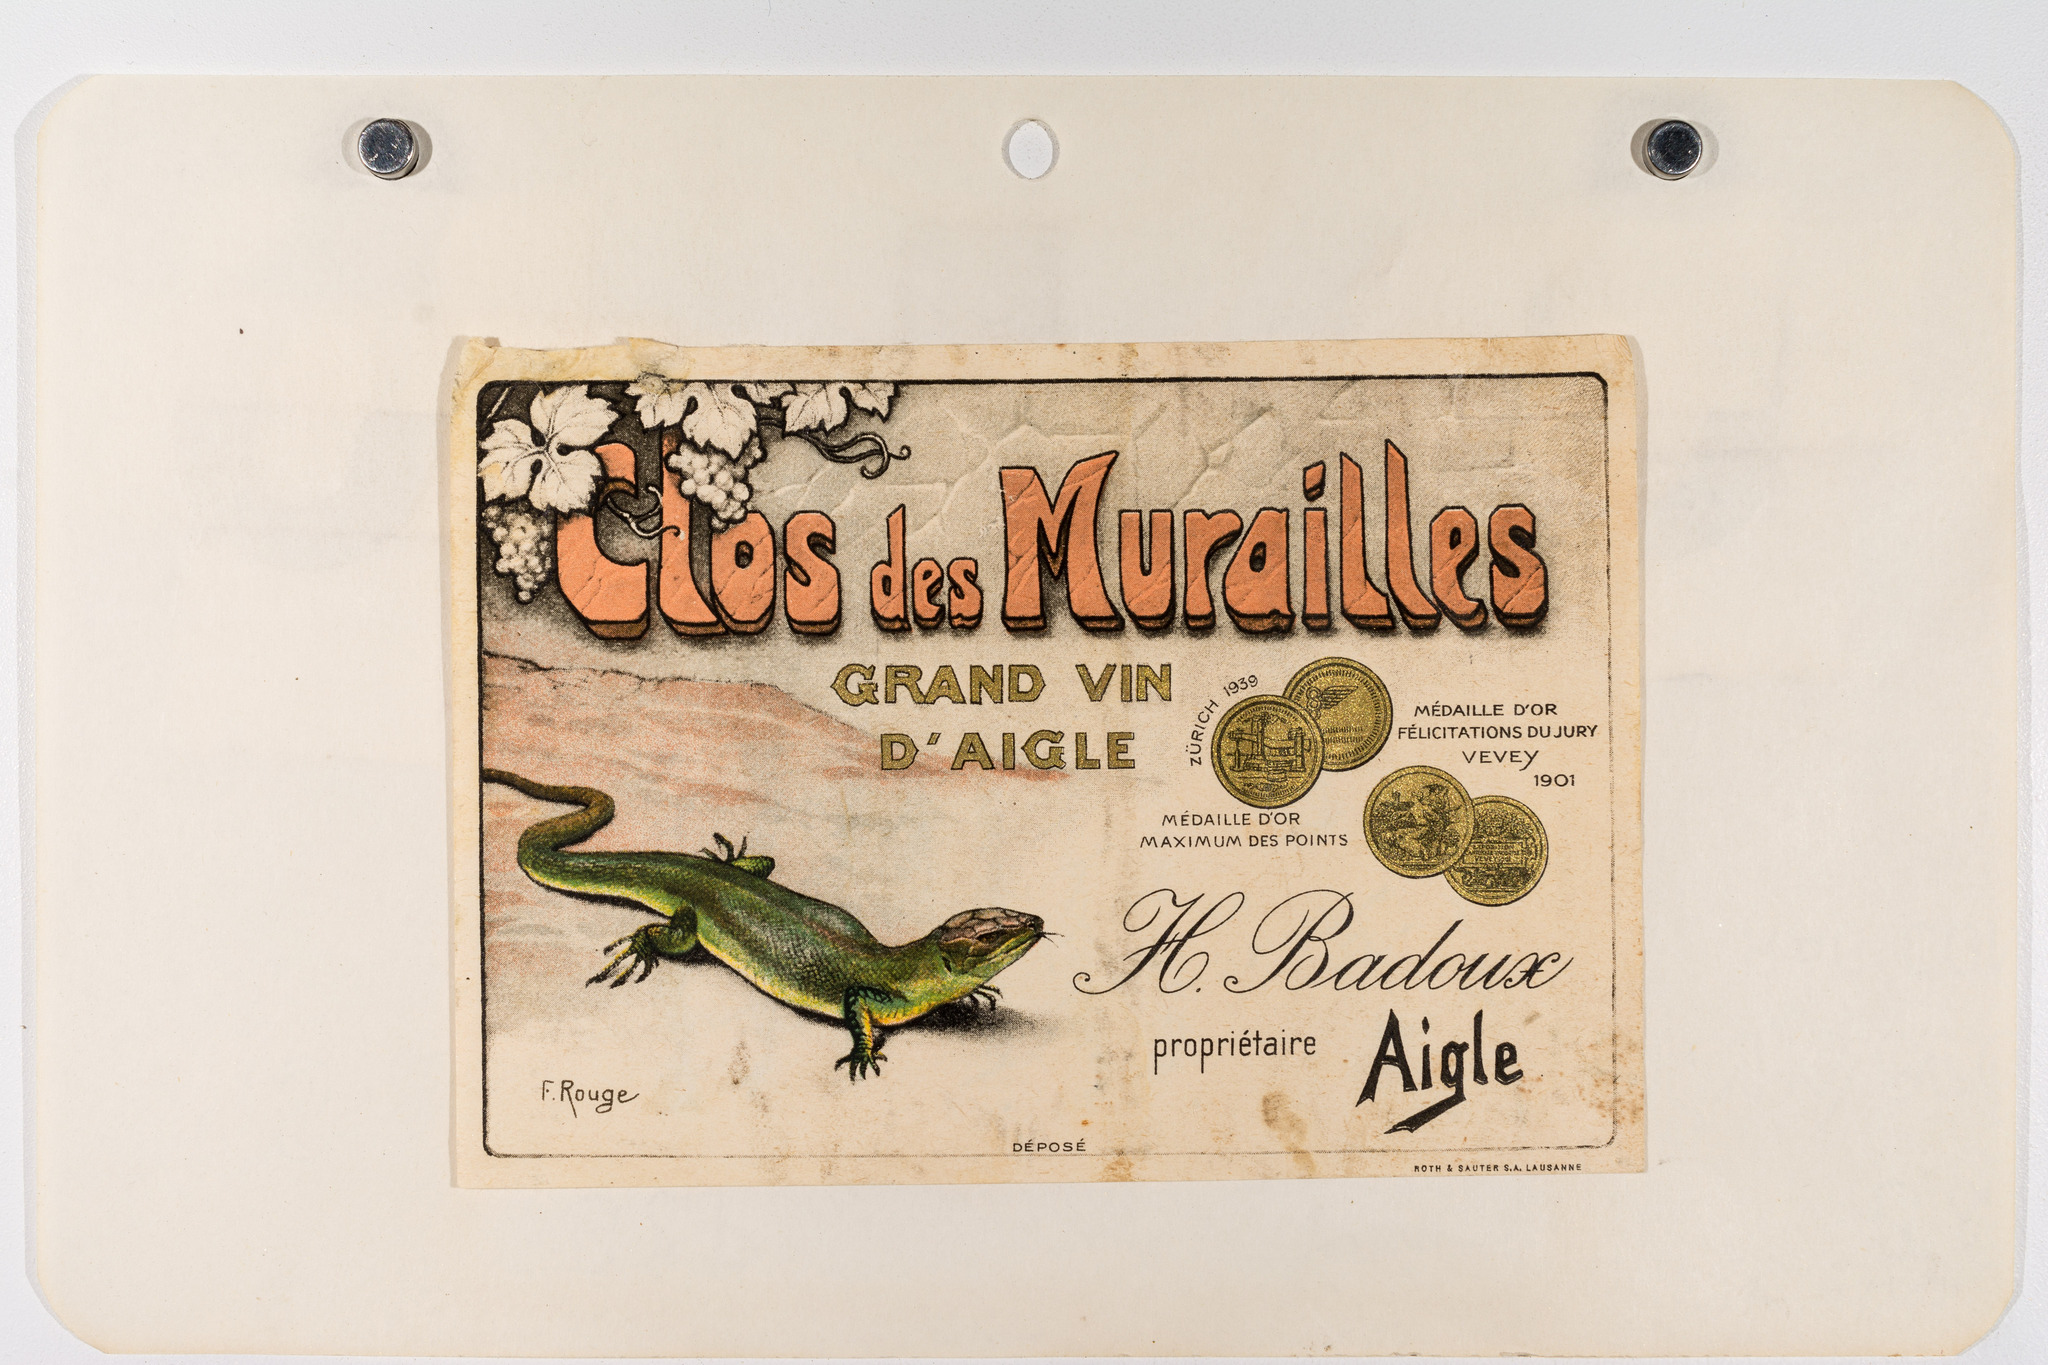 Clos des Murailles
GRAND VIN
D'AIGLE
ZÜRICH 1939
MÉDAILLE D'OR
MAXIMUM DES POINTS
MÉDAILLE D'OR
FÉLICITATIONS DU JURY
VEVEY
1901
H. Badoux
propriétaire Aigle
F. Rouge
DÉPOSÉ
ROTH & SAUTER S.A. LAUSANNE